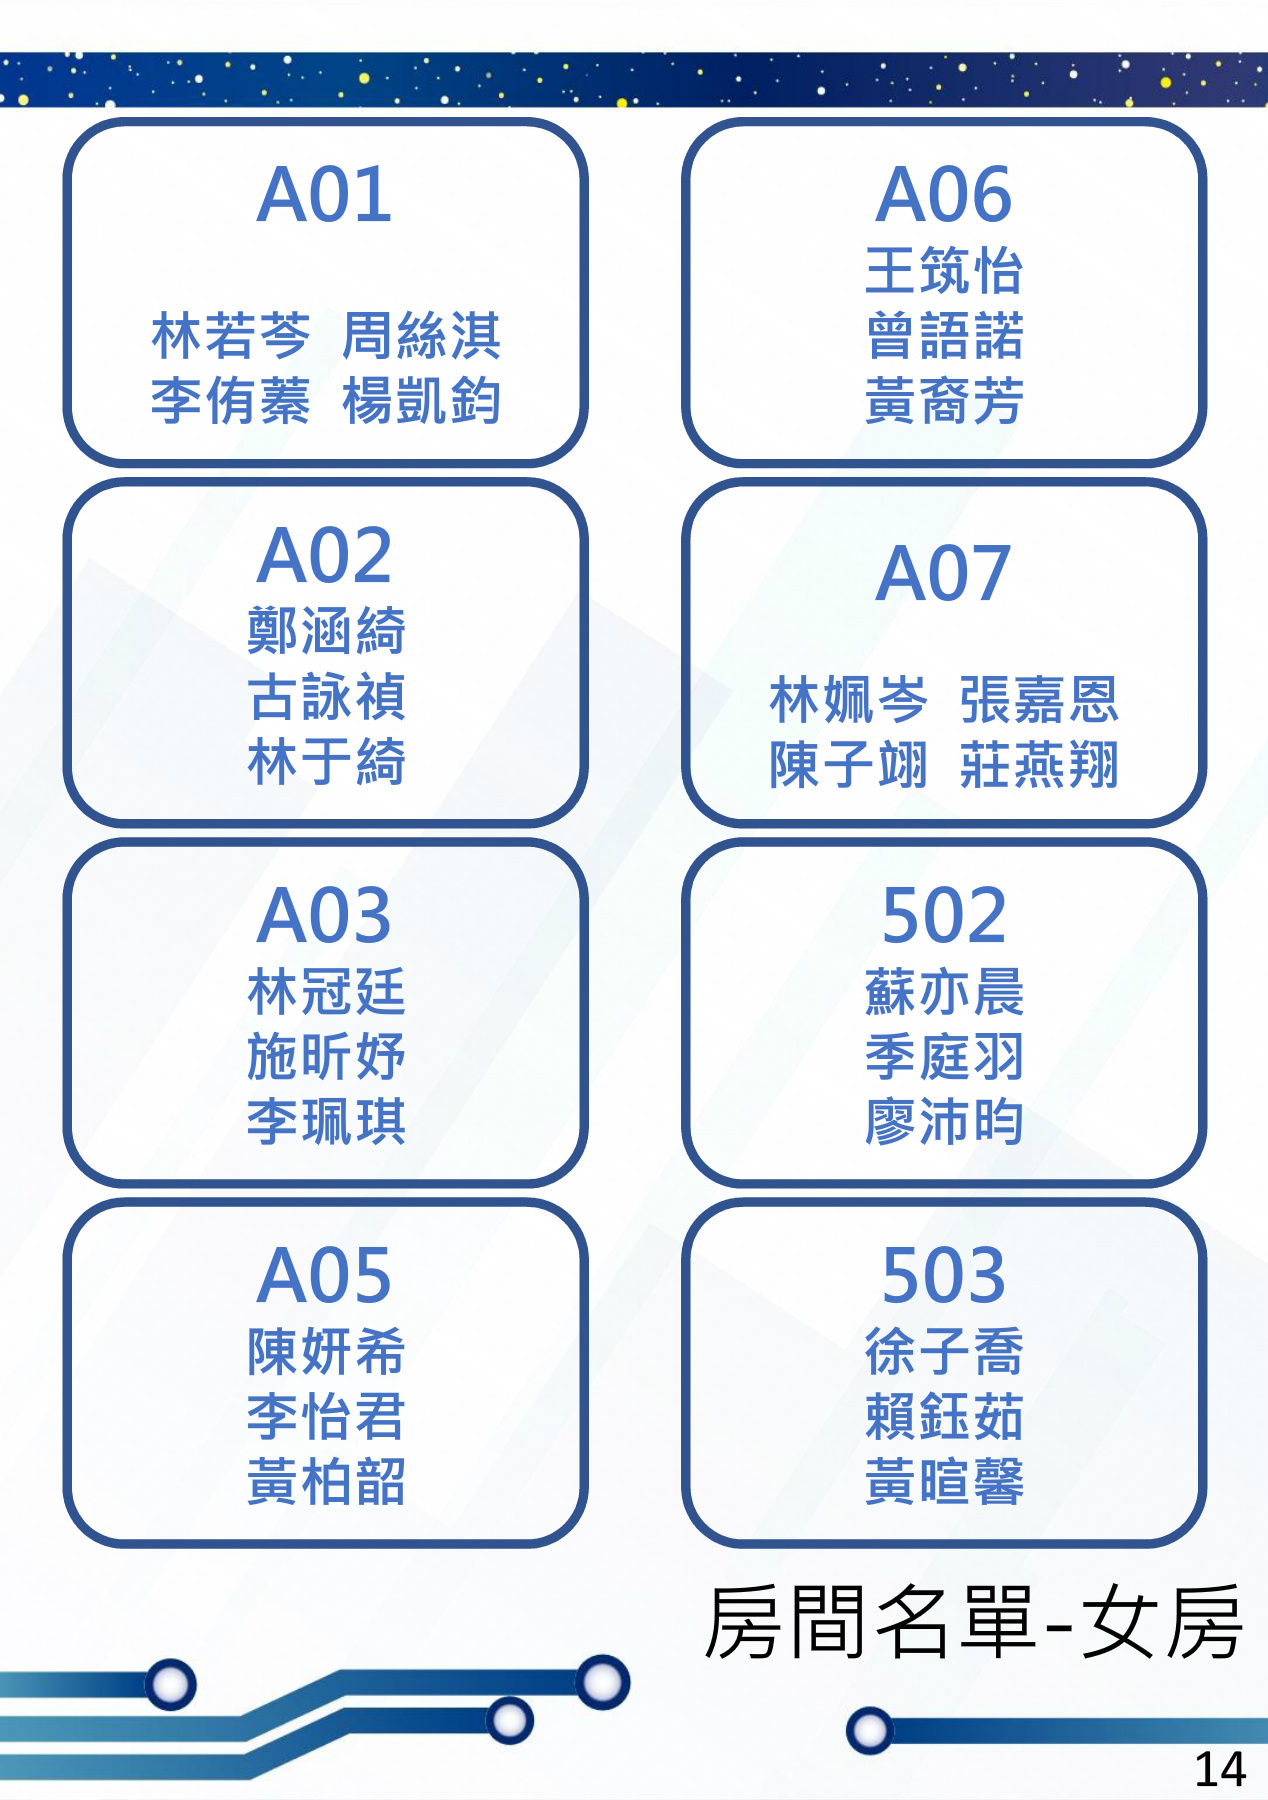 A01
林若芩 周絲淇
李侑蓁 楊凱鈞
A02
鄭涵綺
古詠禎
林于綺
A03
林冠廷
施昕妤
李珮琪
A05
陳妍希
李怡君
黃柏韶
A06
王筑怡
曾語諾
黃裔芳
A07
林姵岑 張嘉恩
陳子翊 莊燕翔
502
蘇亦晨
季庭羽
廖沛昀
503
徐子喬
賴鈺茹
黃暄馨
房間名單-女房
14